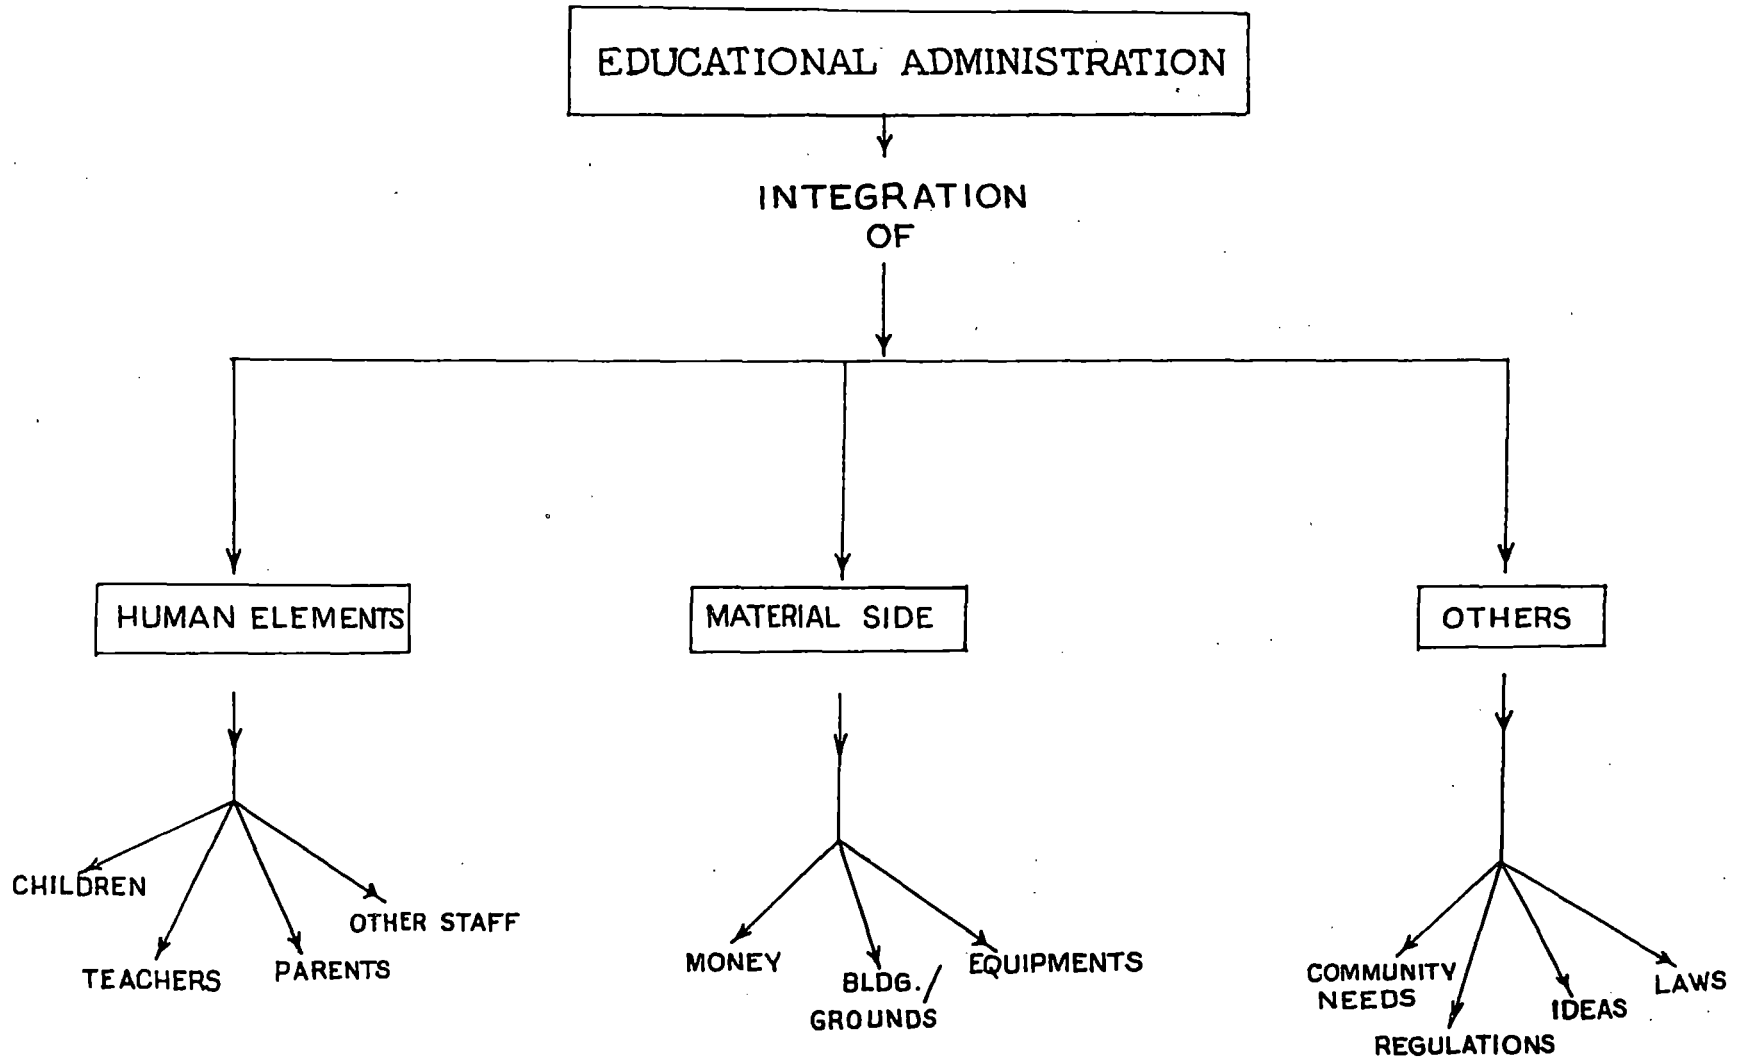 EDUCATIONAL ADMINISTRATION
INTEGRATION
OF
HUMAN ELEMENTS
MATERIAL SIDE
OTHERS
CHILDREN
TEACHERS
PARENTS
OTHER STAFF
MONEY
BLDG. /
GROUNDS
EQUIPMENTS
COMMUNITY
NEEDS
REGULATIONS
IDEAS
LAWS